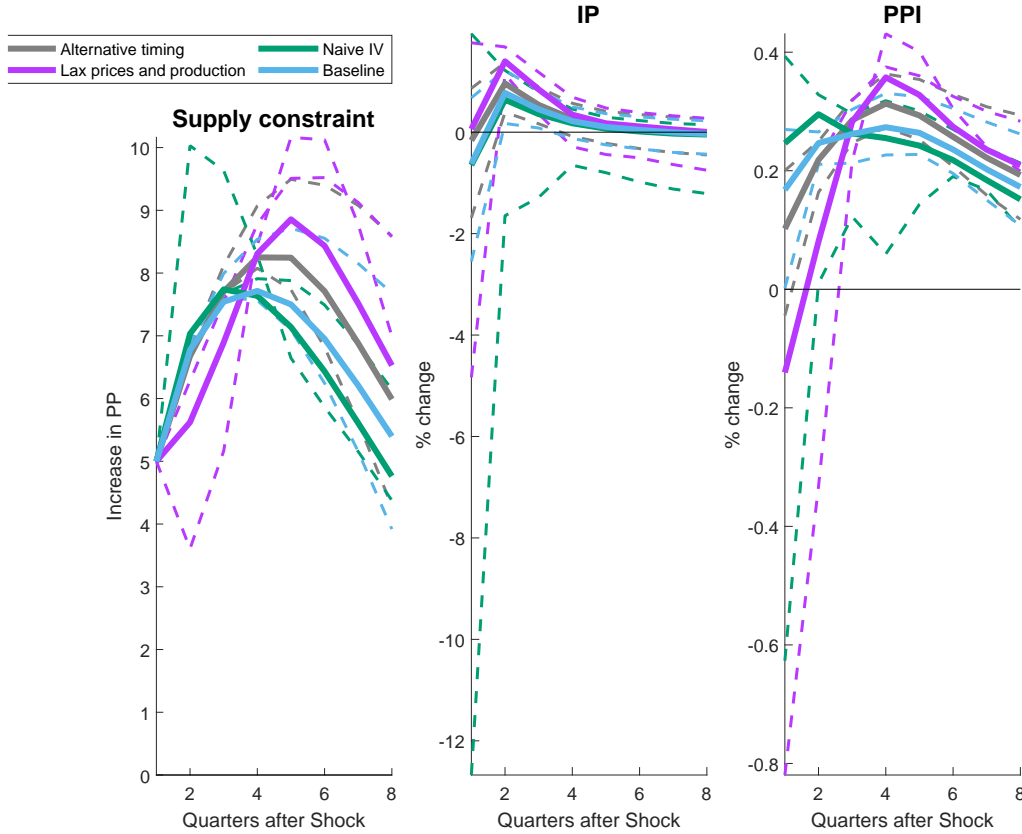 IP
PPI
Alternative timing
Naive IV
Lax prices and production
Baseline
Supply constraint
Increase in PP
10
9
8
7
6
5
4
3
2
1
0
2
4
6
8
Quarters after Shock
% change
0
-2
-4
-6
-8
-10
-12
2
4
6
8
Quarters after Shock
% change
0.4
0.2
0
-0.2
-0.4
-0.6
-0.8
2
4
6
8
Quarters after Shock